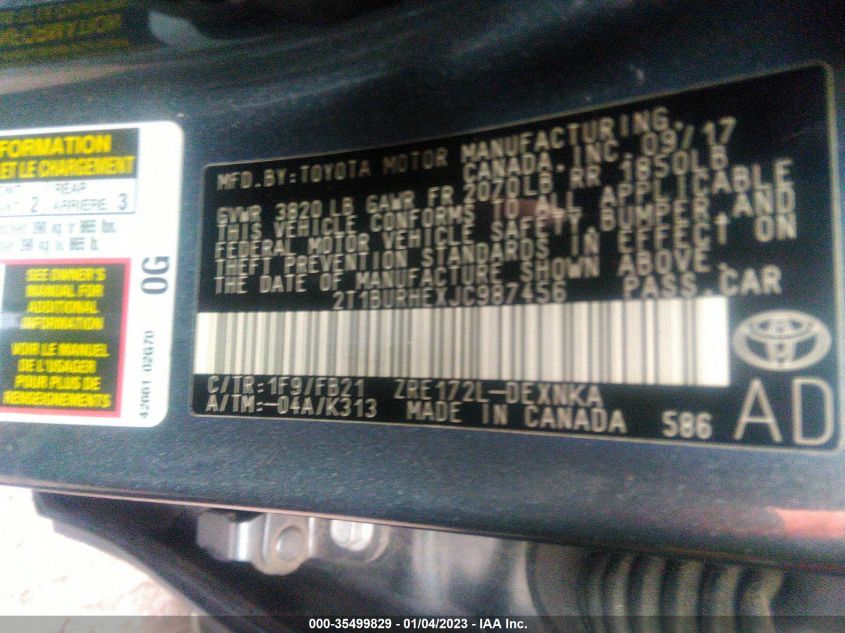 FORMATION
ET LE CHARGEMENT
REAR
2 ARRIERE 3
SEE OWNER'S
MANUAL FOR
ADDITIONAL
INFORMATION
VOIR LE MANUEL
DE L'USAGER
POUR PLUS DE
RENSEIGNEMENTS
0G
42661 02G70
MFD.BY:TOYOTA MOTOR MANUFACTURING
CANADA.INC. 09/17
GVWR 3820 LB GAWR FR 2070LB RR 1850LB
THIS VEHICLE CONFORMS TO ALL APPLICABLE
FEDERAL MOTOR VEHICLE SAFETY,BUMPER AND
THEFT PREVENTION STANDARDS IN EFFECT ON
THE DATE OF MANUFACTURE SHOWN ABOVE.
2T1BURHEXJC987456 PASS.CAR
C/TR:1F9/FB21 ZRE172L-DEXNKA
A/TM:-04A/K313 MADE IN CANADA 586
AD
000-35499829 - 01/04/2023 - IAA Inc.